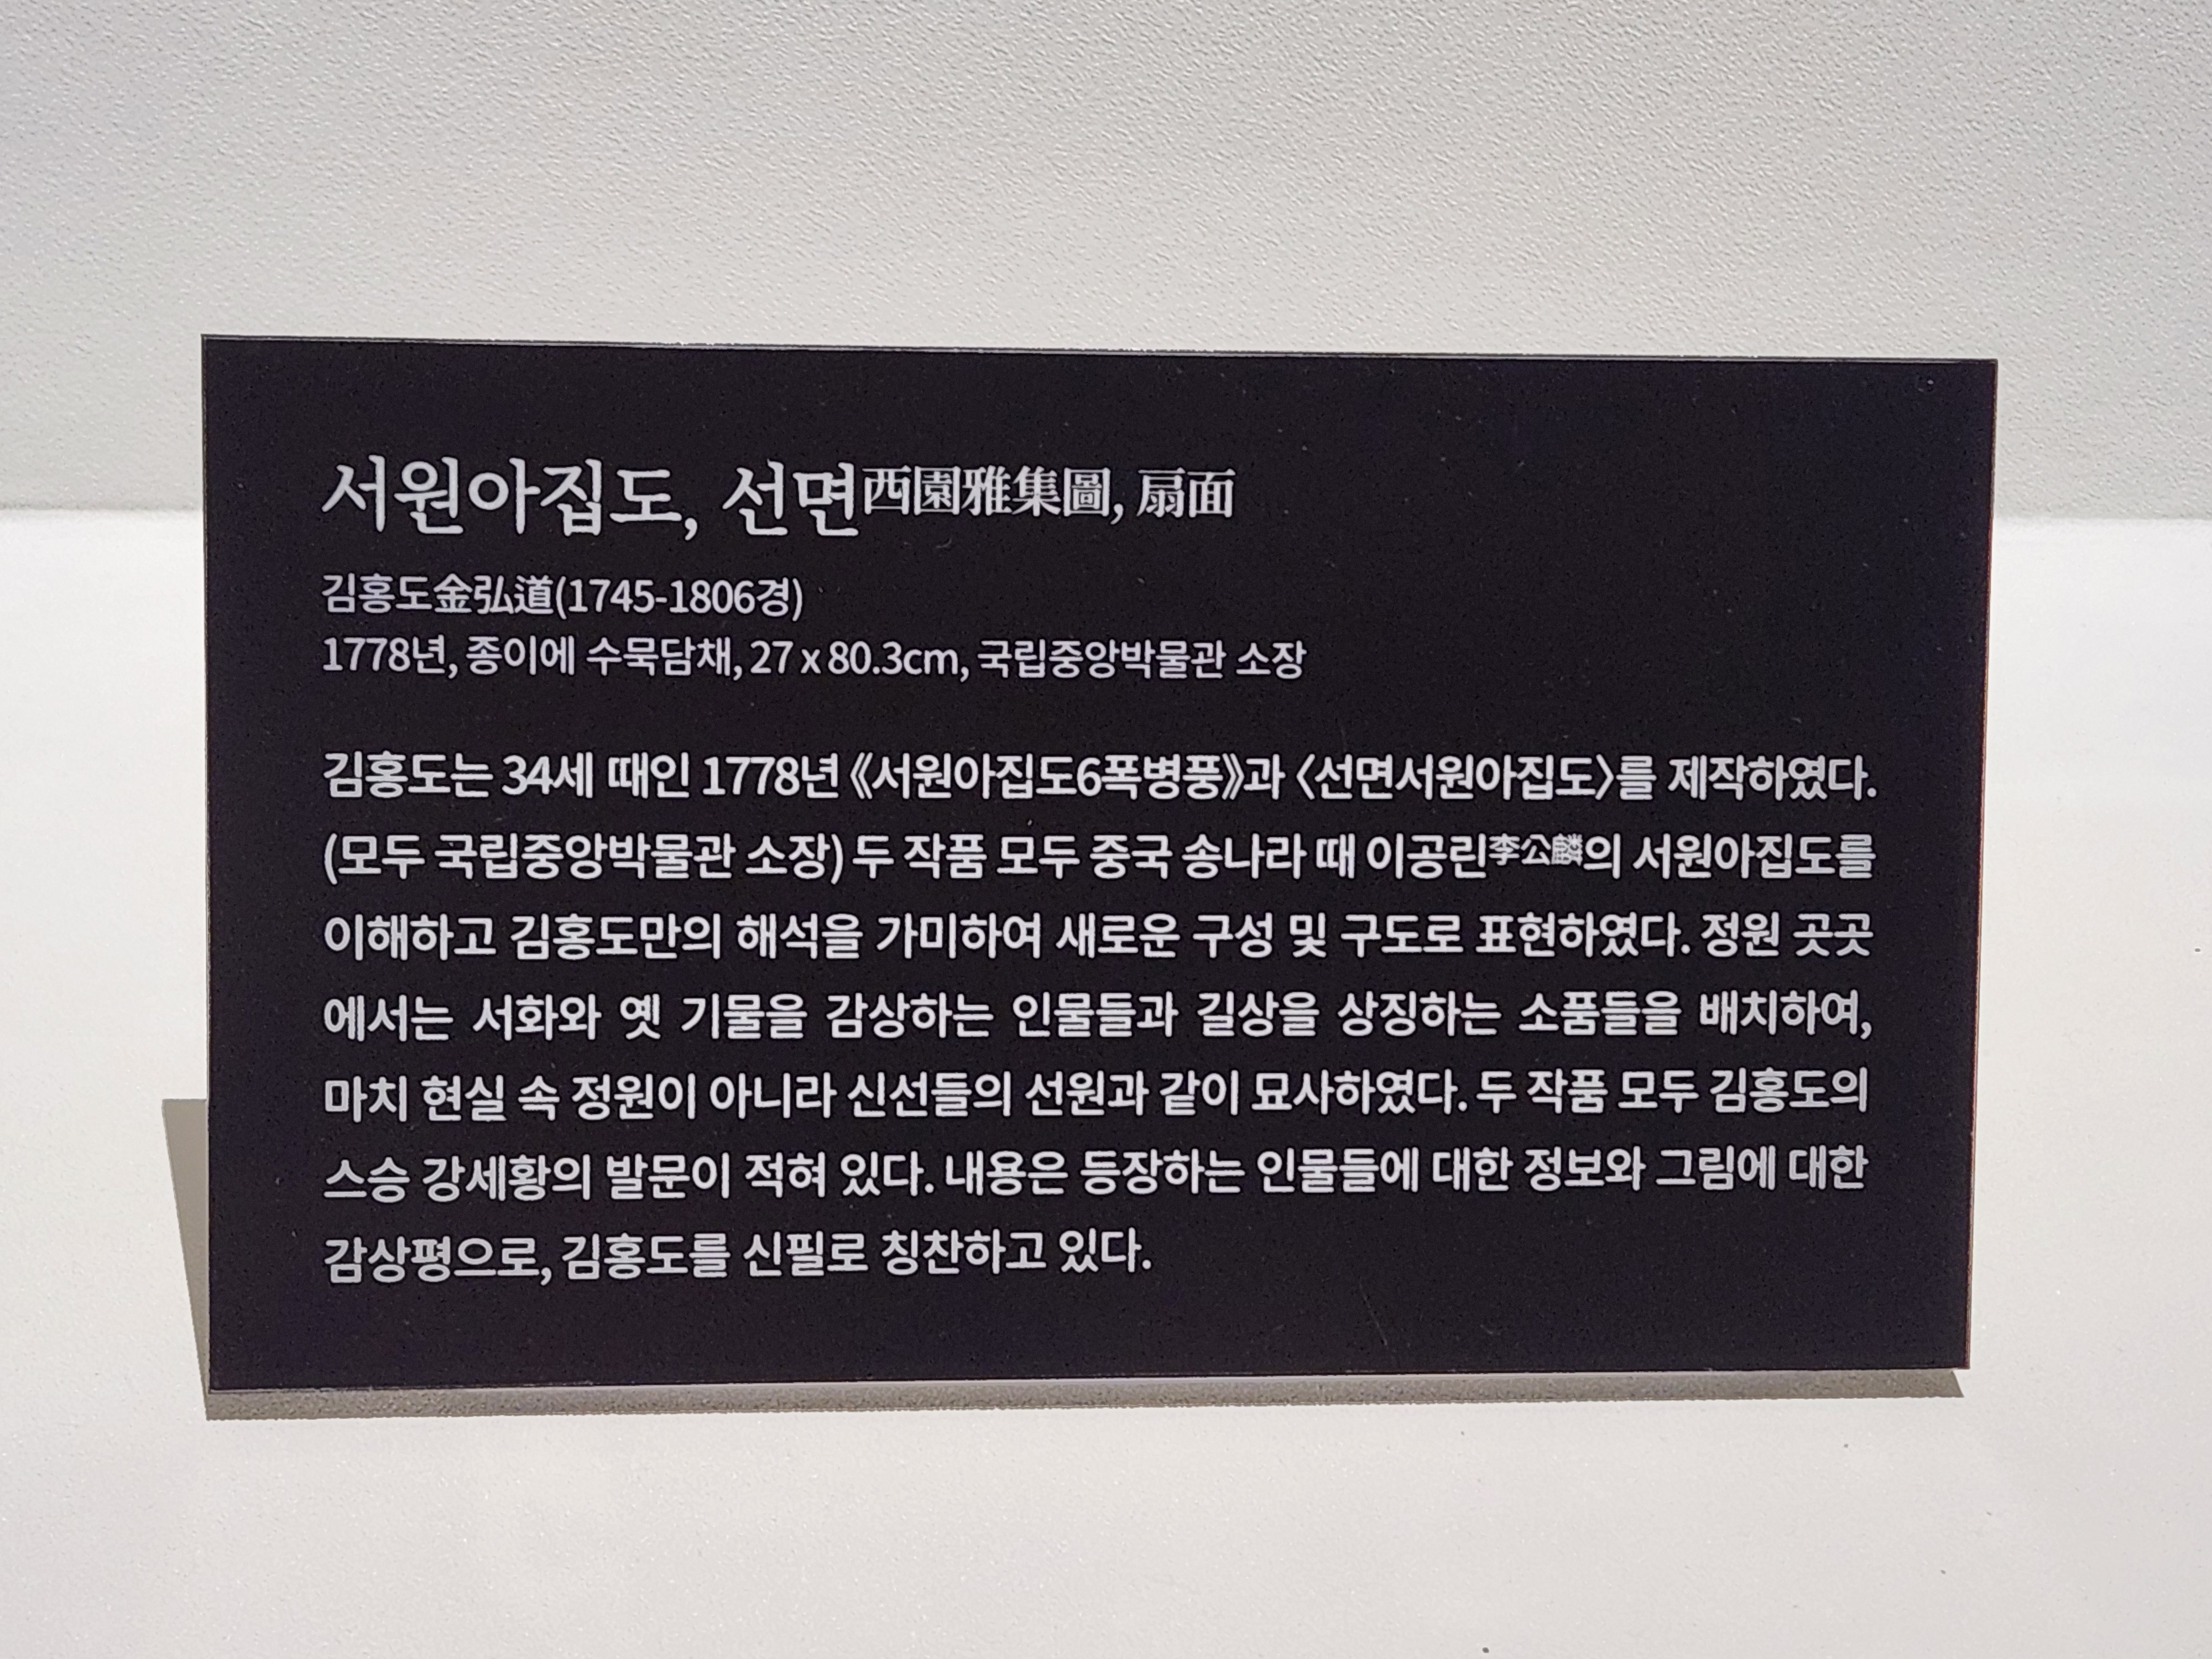 서원아집도, 선면西園雅集圖, 扇面
김홍도金弘道(1745-1806경)
1778년, 종이에 수묵담채, 27 x 80.3cm, 국립중앙박물관 소장
김홍도는 34세 때인 1778년 《서원아집도6폭병풍》과 〈선면서원아집도〉를 제작하였다.
(모두 국립중앙박물관 소장) 두 작품 모두 중국 송나라 때 이공린李公麟의 서원아집도를
이해하고 김홍도만의 해석을 가미하여 새로운 구성 및 구도로 표현하였다. 정원 곳곳
에서는 서화와 옛 기물을 감상하는 인물들과 길상을 상징하는 소품들을 배치하여,
마치 현실 속 정원이 아니라 신선들의 선원과 같이 묘사하였다. 두 작품 모두 김홍도의
스승 강세황의 발문이 적혀 있다. 내용은 등장하는 인물들에 대한 정보와 그림에 대한
감상평으로, 김홍도를 신필로 칭찬하고 있다.